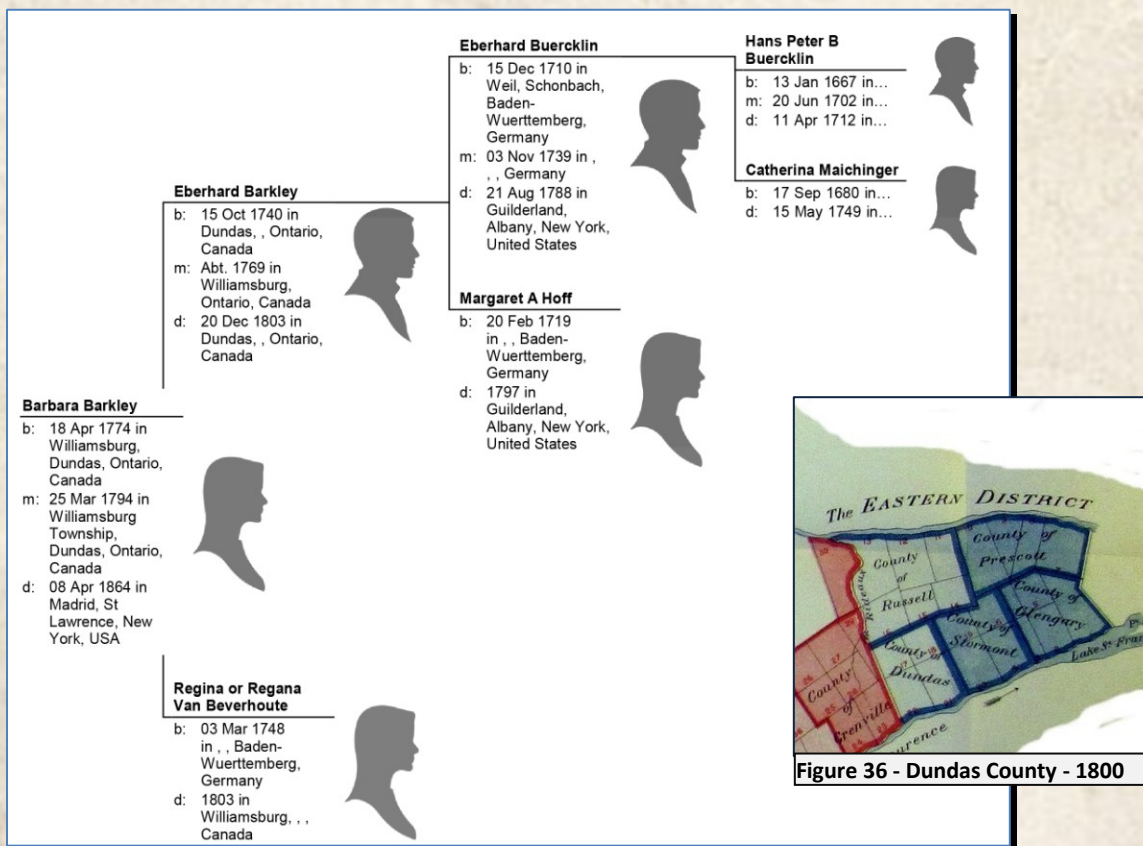 Eberhard Buercklin
b: 15 Dec 1710 in
Weil, Schonbach,
Baden-
Wuerttemberg,
Germany
m: 03 Nov 1739 in ,
, , Germany
d: 21 Aug 1788 in
Guilderland,
Albany, New York,
United States
Hans Peter B
Buercklin
b: 13 Jan 1667 in...
m: 20 Jun 1702 in...
d: 11 Apr 1712 in...
Catherina Maichinger
b: 17 Sep 1680 in...
d: 15 May 1749 in...
Eberhard Barkley
b: 15 Oct 1740 in
Dundas, , Ontario,
Canada
m: Abt. 1769 in
Williamsburg,
Ontario, Canada
d: 20 Dec 1803 in
Dundas, , Ontario,
Canada
Margaret A Hoff
b: 20 Feb 1719
in , , Baden-
Wuerttemberg,
Germany
d: 1797 in
Guilderland,
Albany, New York,
United States
Barbara Barkley
b: 18 Apr 1774 in
Williamsburg,
Dundas, Ontario,
Canada
m: 25 Mar 1794 in
Williamsburg
Township,
Dundas, Ontario,
Canada
d: 08 Apr 1864 in
Madrid, St
Lawrence, New
York, USA
Regina or Regana
Van Beverhoute
b: 03 Mar 1748
in , , Baden-
Wuerttemberg,
Germany
d: 1803 in
Williamsburg, , ,
Canada
The EASTERN DISTRICT
County of
Prescott
County
of
Russell
Rideaux
County of
Glengary
County of
Stormont
County of
Dundas
County
of
Grenville
Lake St Fran
urence
Figure 36 - Dundas County - 1800